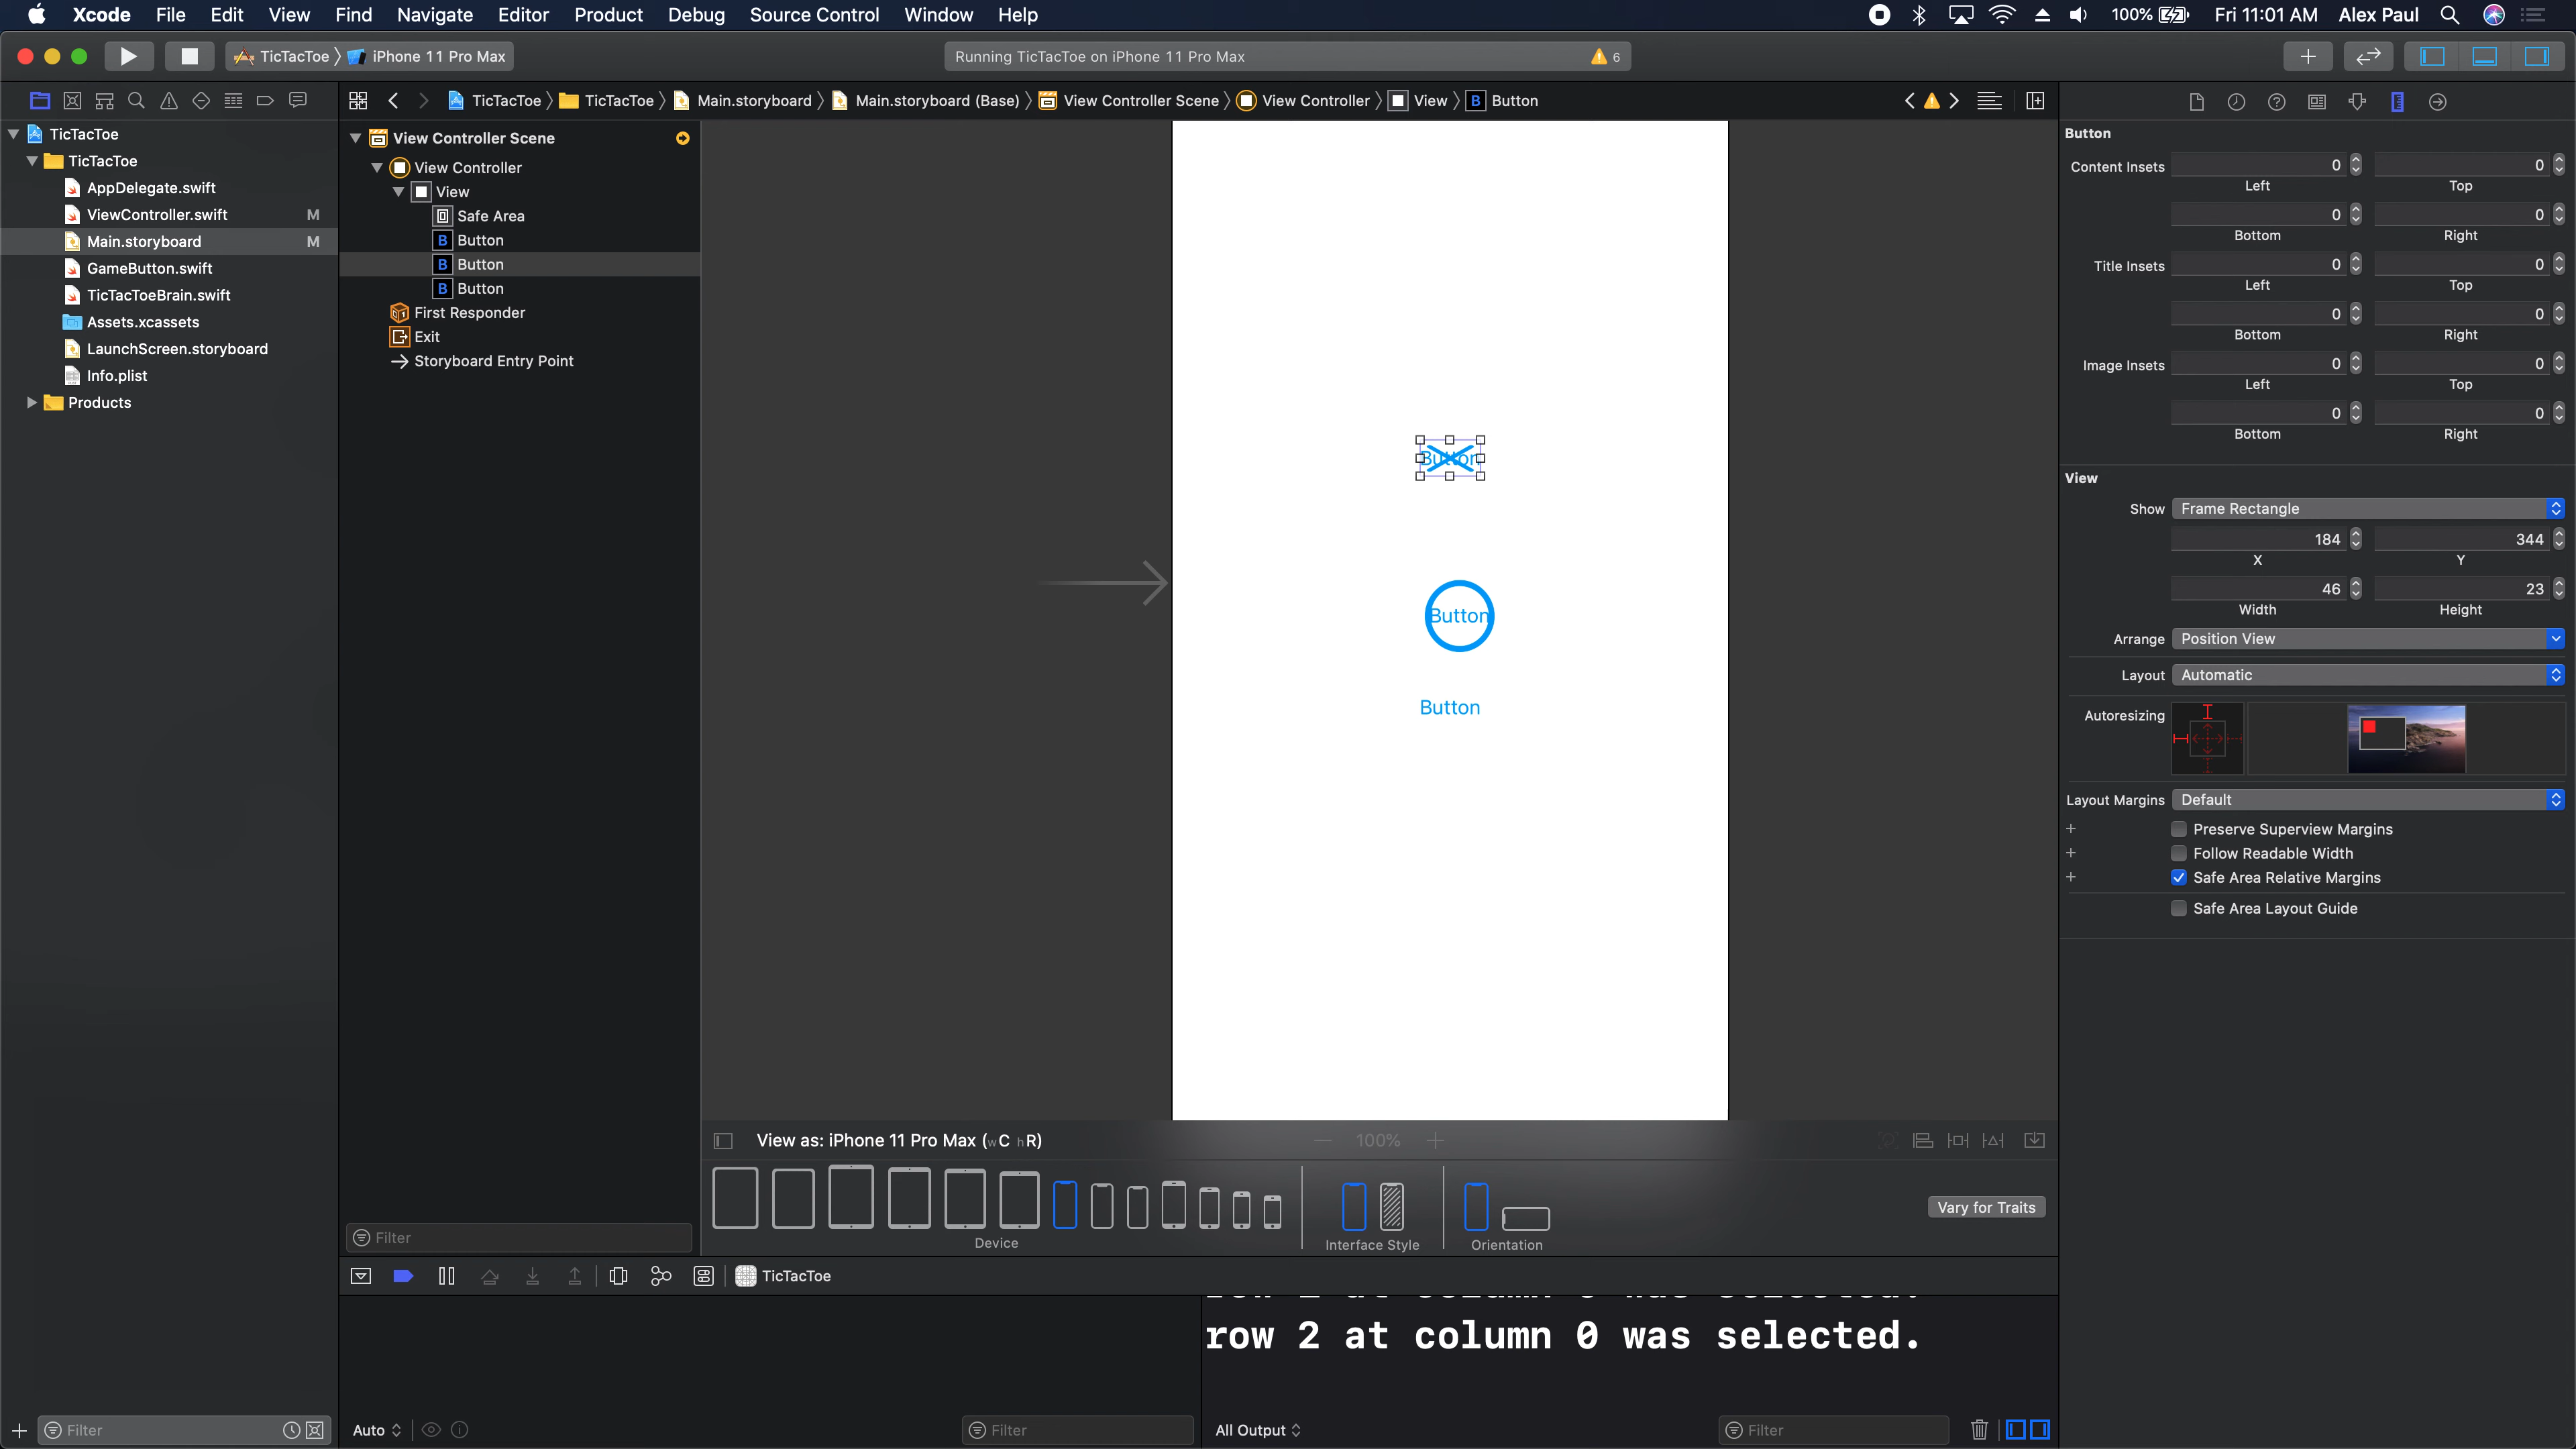 Xcode File Edit View Find Navigate Editor Product Debug Source Control Window Help 100% Fri 11:01 AM Alex Paul
TicTacToe iPhone 11 Pro Max Running TicTacToe on iPhone 11 Pro Max 6
TicTacToe TicTacToe Main.storyboard Main.storyboard (Base) View Controller Scene View Controller View B Button
TicTacToe
TicTacToe
AppDelegate.swift
ViewController.swift M
Main.storyboard M
GameButton.swift
TicTacToeBrain.swift
Assets.xcassets
LaunchScreen.storyboard
Info.plist
Products
Filter
View Controller Scene
View Controller
View
Safe Area
B Button
B Button
B Button
First Responder
Exit
Storyboard Entry Point
Filter
Button
Button
Button
View as: iPhone 11 Pro Max (wC hR) 100%
Device
Interface Style
Orientation
Vary for Traits
TicTacToe
row 2 at column 0 was selected.
Auto Filter
All Output Filter
Button
Content Insets 0 0
Left Top
0 0
Bottom Right
Title Insets 0 0
Left Top
0 0
Bottom Right
Image Insets 0 0
Left Top
0 0
Bottom Right
View
Show Frame Rectangle
184 344
X Y
46 23
Width Height
Arrange Position View
Layout Automatic
Autoresizing
Layout Margins Default
Preserve Superview Margins
Follow Readable Width
Safe Area Relative Margins
Safe Area Layout Guide